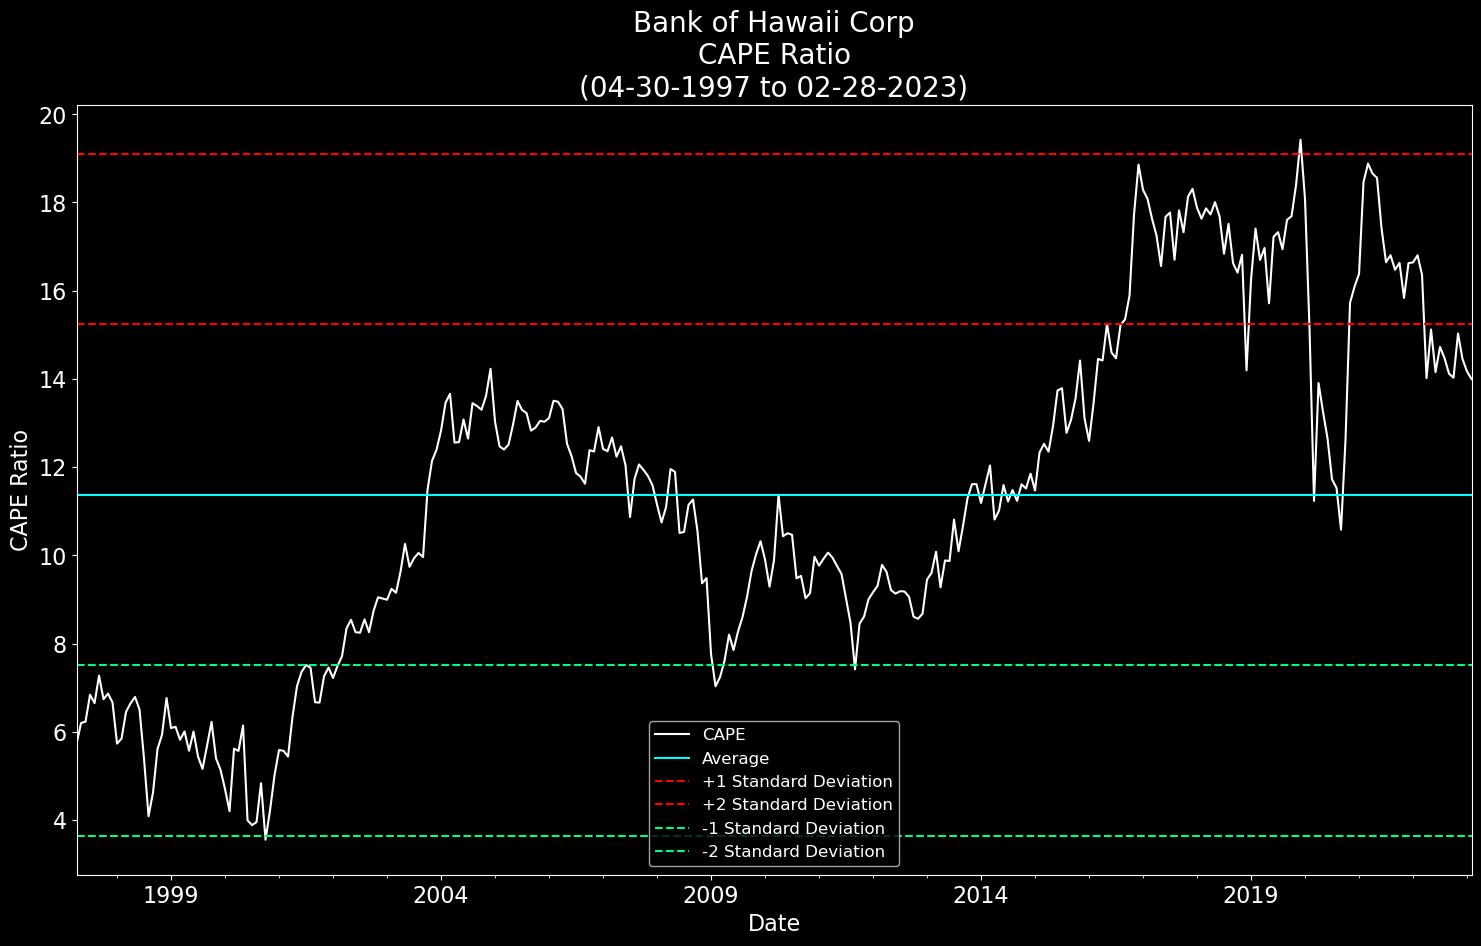 Bank of Hawaii Corp
CAPE Ratio
(04-30-1997 to 02-28-2023)
20
18
16
14
12
10
8
6
4
CAPE Ratio
CAPE
Average
+1 Standard Deviation
+2 Standard Deviation
-1 Standard Deviation
-2 Standard Deviation
1999 2004 2009 2014 2019
Date